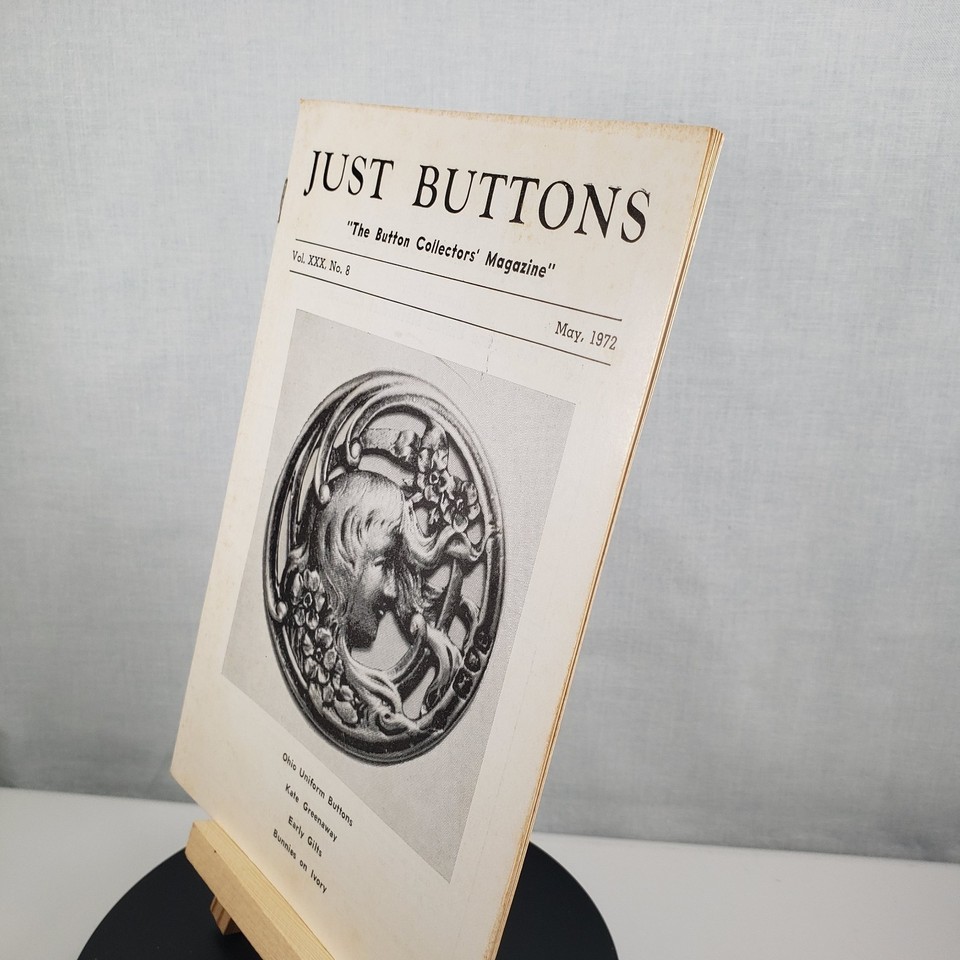 JUST BUTTONS
"The Button Collectors' Magazine"
Vol. XXX, No. 8
May, 1972
Ohio Uniform Buttons
Kate Greenaway
Early Gilts
Bunnies on Ivory